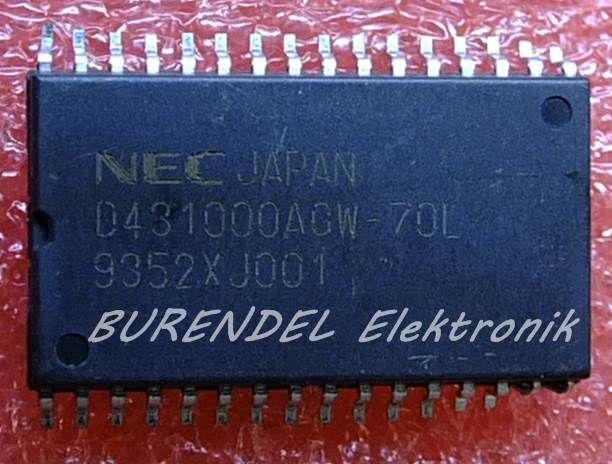 NEC JAPAN
D431000AGW-70L
9352XJ001
BURENDEL Elektronik